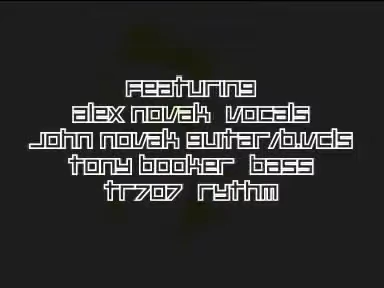 Featuring
alex novak vocals
John novak guitar/b.vcls
tony booker bass
tr707 rythm